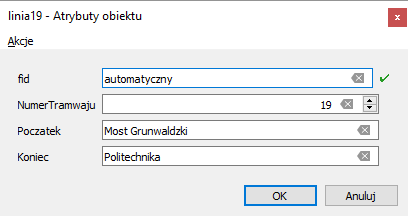 linia19 - Atrybuty obiektu
Akcje
fid automatyczny
NumerTramwaju 19
Poczatek Most Grunwaldzki
Koniec Politechnika
OK Anuluj